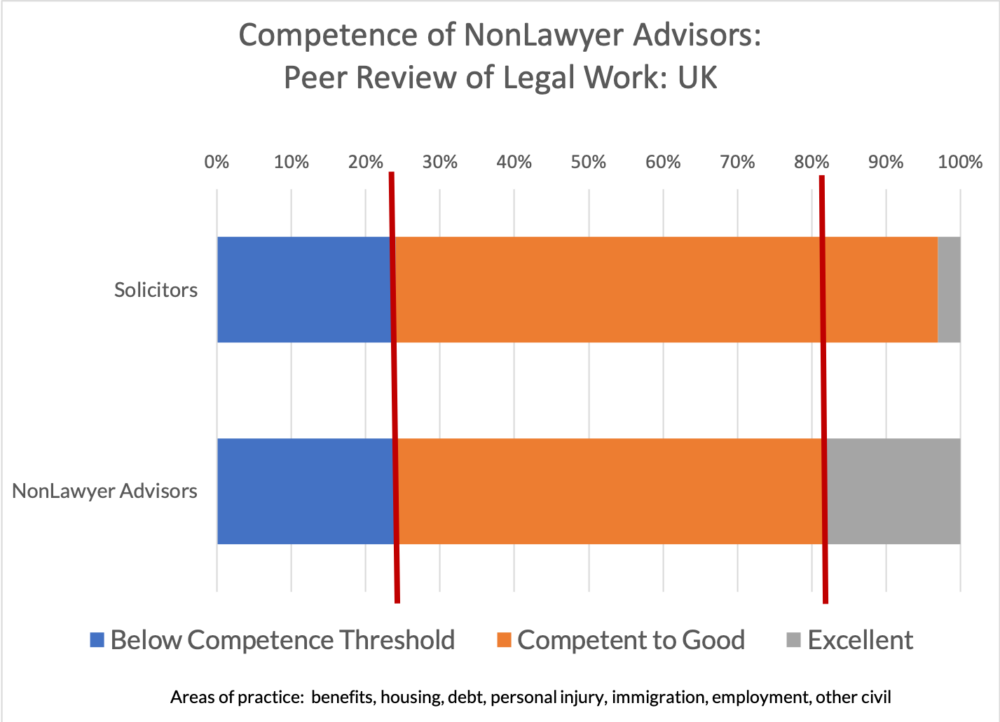 Competence of NonLawyer Advisors:
Peer Review of Legal Work: UK
0% 10% 20% 30% 40% 50% 60% 70% 80% 90% 100%
Solicitors
NonLawyer Advisors
Below Competence Threshold Competent to Good Excellent
Areas of practice: benefits, housing, debt, personal injury, immigration, employment, other civil